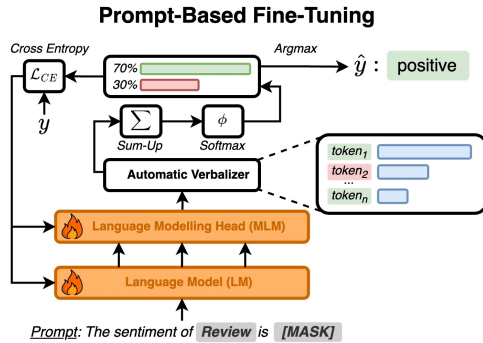 Prompt-Based Fine-Tuning
Cross Entropy
Argmax
ℒ_CE
70%
30%
ŷ : positive
y
∑
ϕ
Sum-Up
Softmax
Automatic Verbalizer
token₁
token₂
...
tokenₙ
Language Modelling Head (MLM)
Language Model (LM)
Prompt: The sentiment of Review is [MASK]